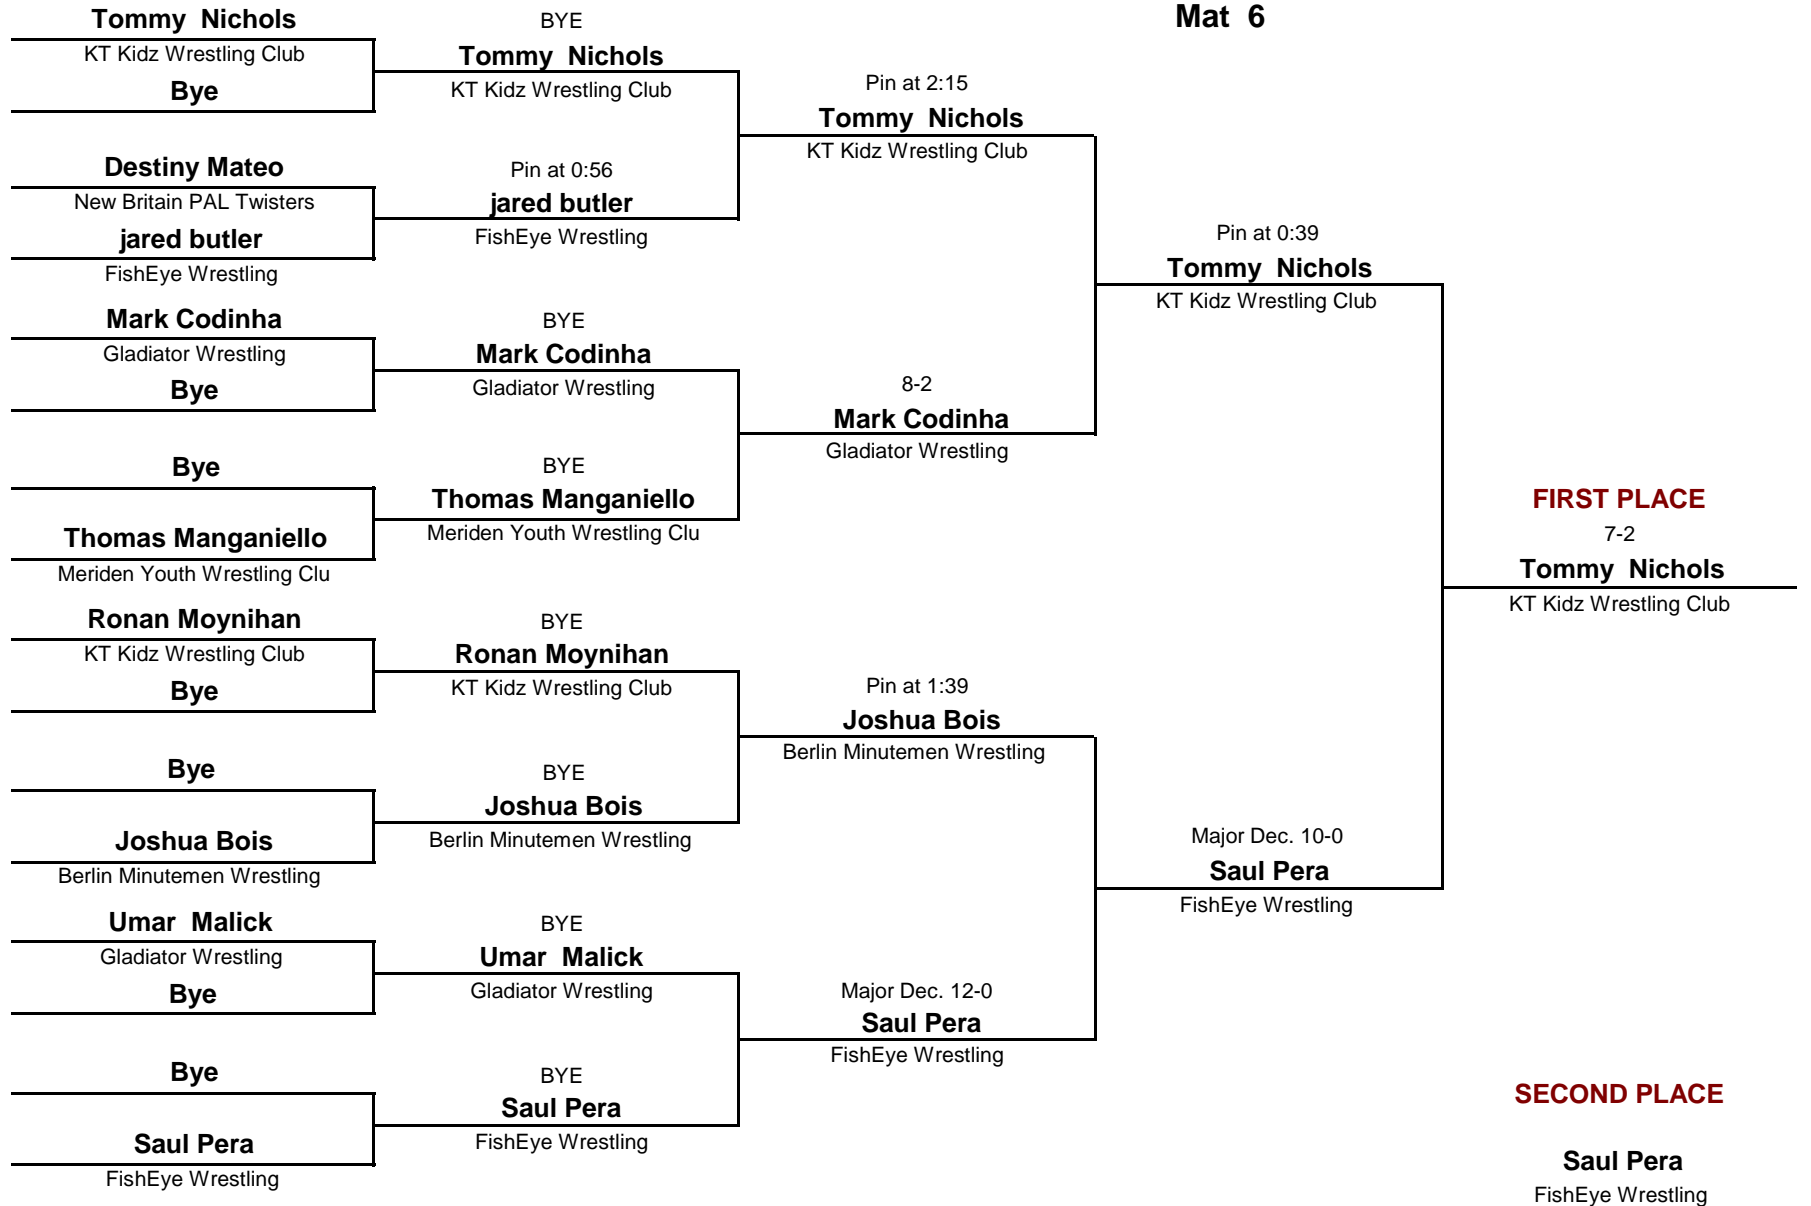 Mat 6
Tommy Nichols
KT Kidz Wrestling Club
Bye
Destiny Mateo
New Britain PAL Twisters
jared butler
FishEye Wrestling
Mark Codinha
Gladiator Wrestling
Bye
Bye
Thomas Manganiello
Meriden Youth Wrestling Clu
Ronan Moynihan
KT Kidz Wrestling Club
Bye
Bye
Joshua Bois
Berlin Minutemen Wrestling
Umar Malick
Gladiator Wrestling
Bye
Bye
Saul Pera
FishEye Wrestling
BYE
Tommy Nichols
KT Kidz Wrestling Club
Pin at 0:56
jared butler
FishEye Wrestling
BYE
Mark Codinha
Gladiator Wrestling
BYE
Thomas Manganiello
Meriden Youth Wrestling Clu
BYE
Ronan Moynihan
KT Kidz Wrestling Club
BYE
Joshua Bois
Berlin Minutemen Wrestling
BYE
Umar Malick
Gladiator Wrestling
BYE
Saul Pera
FishEye Wrestling
Pin at 2:15
Tommy Nichols
KT Kidz Wrestling Club
8-2
Mark Codinha
Gladiator Wrestling
Pin at 1:39
Joshua Bois
Berlin Minutemen Wrestling
Major Dec. 12-0
Saul Pera
FishEye Wrestling
Pin at 0:39
Tommy Nichols
KT Kidz Wrestling Club
Major Dec. 10-0
Saul Pera
FishEye Wrestling
FIRST PLACE
7-2
Tommy Nichols
KT Kidz Wrestling Club
SECOND PLACE
Saul Pera
FishEye Wrestling